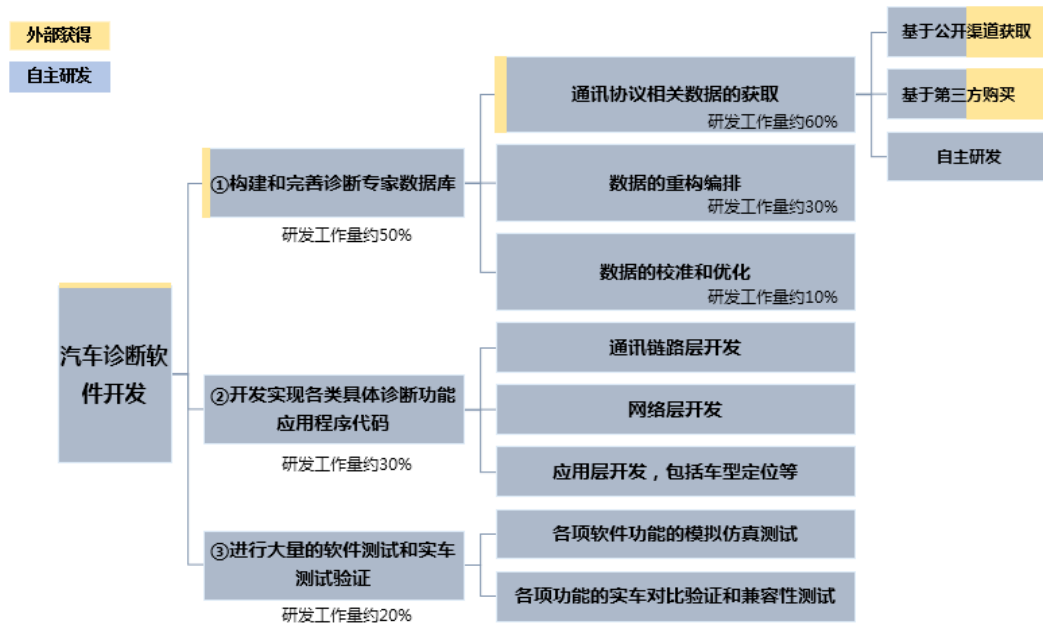 外部获得
自主研发
汽车诊断软
件开发
①构建和完善诊断专家数据库
研发工作量约50%
通讯协议相关数据的获取
研发工作量约60%
基于公开渠道获取
基于第三方购买
自主研发
数据的重构编排
研发工作量约30%
数据的校准和优化
研发工作量约10%
②开发实现各类具体诊断功能
应用程序代码
研发工作量约30%
通讯链路层开发
网络层开发
应用层开发，包括车型定位等
③进行大量的软件测试和实车
测试验证
研发工作量约20%
各项软件功能的模拟仿真测试
各项功能的实车对比验证和兼容性测试